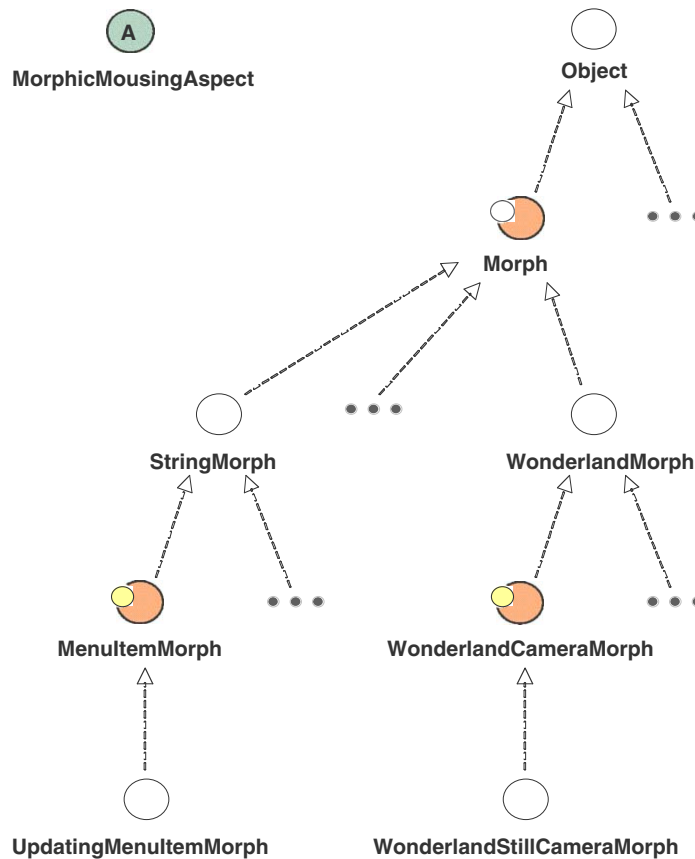 A
MorphicMousingAspect
Object
Morph
StringMorph
WonderlandMorph
MenuItemMorph
WonderlandCameraMorph
UpdatingMenuItemMorph
WonderlandStillCameraMorph